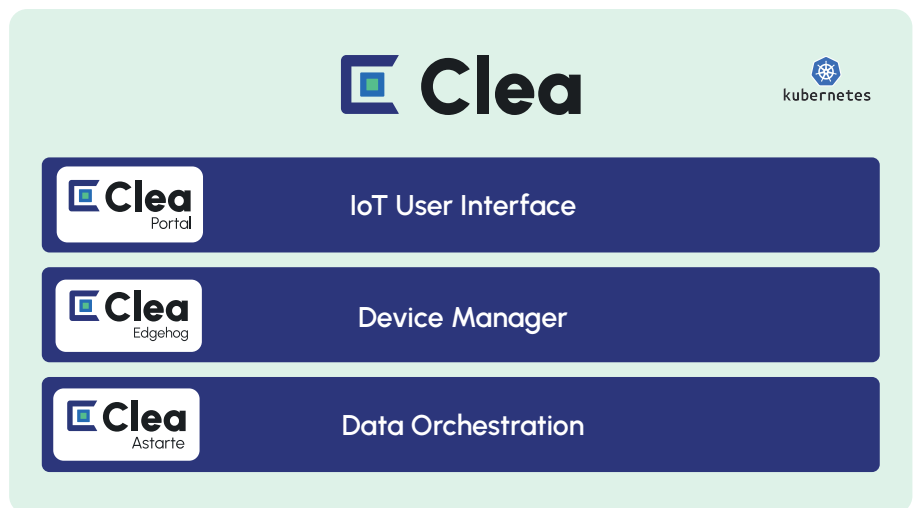 Clea
kubernetes
Clea
Portal
IoT User Interface
Clea
Edgehog
Device Manager
Clea
Astarte
Data Orchestration